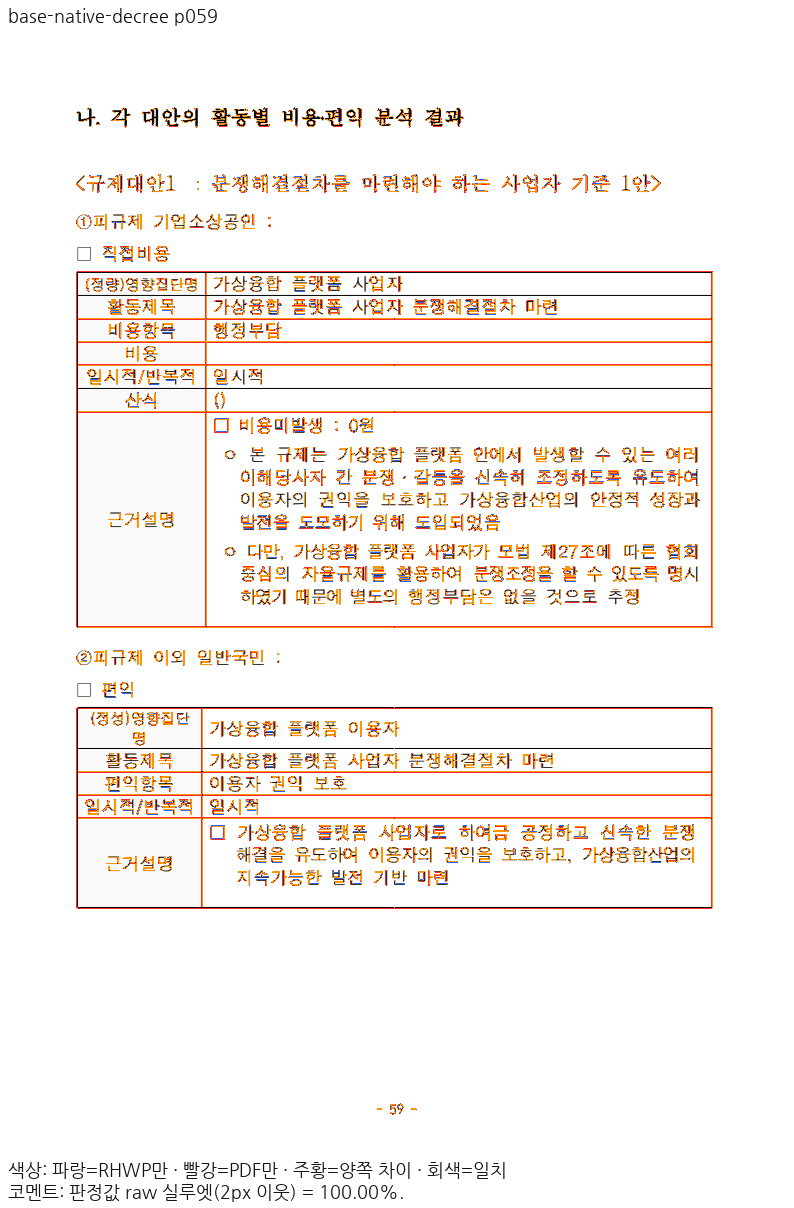 base-native-decree p059
나. 각 대안의 활동별 비용·편익 분석 결과
<규제대안1 : 분쟁해결절차를 마련해야 하는 사업자 기준 1안>
①피규제 기업소상공인 :
□ 직접비용
(정량)영향집단명 가상융합 플랫폼 사업자
활동제목 가상융합 플랫폼 사업자 분쟁해결절차 마련
비용항목 행정부담
비용
일시적/반복적 일시적
산식 ()
□ 비용미발생 : 0원
ㅇ 본 규제는 가상융합 플랫폼 안에서 발생할 수 있는 여러
이해당사자 간 분쟁·갈등을 신속히 조정하도록 유도하여
이용자의 권익을 보호하고 가상융합산업의 안정적 성장과
근거설명
발전을 도모하기 위해 도입되었음
ㅇ 다만, 가상융합 플랫폼 사업자가 모법 제27조에 따른 협회
중심의 자율규제를 활용하여 분쟁조정을 할 수 있도록 명시
하였기 때문에 별도의 행정부담은 없을 것으로 추정
②피규제 이외 일반국민 :
□ 편익
(정성)영향집단
명
가상융합 플랫폼 이용자
활동제목 가상융합 플랫폼 사업자 분쟁해결절차 마련
편익항목 이용자 권익 보호
일시적/반복적 일시적
□ 가상융합 플랫폼 사업자로 하여금 공정하고 신속한 분쟁
해결을 유도하여 이용자의 권익을 보호하고, 가상융합산업의
근거설명
지속가능한 발전 기반 마련
- 59 -
색상: 파랑=RHWP만 · 빨강=PDF만 · 주황=양쪽 차이 · 회색=일치
코멘트: 판정값 raw 실루엣(2px 이웃) = 100.00%.